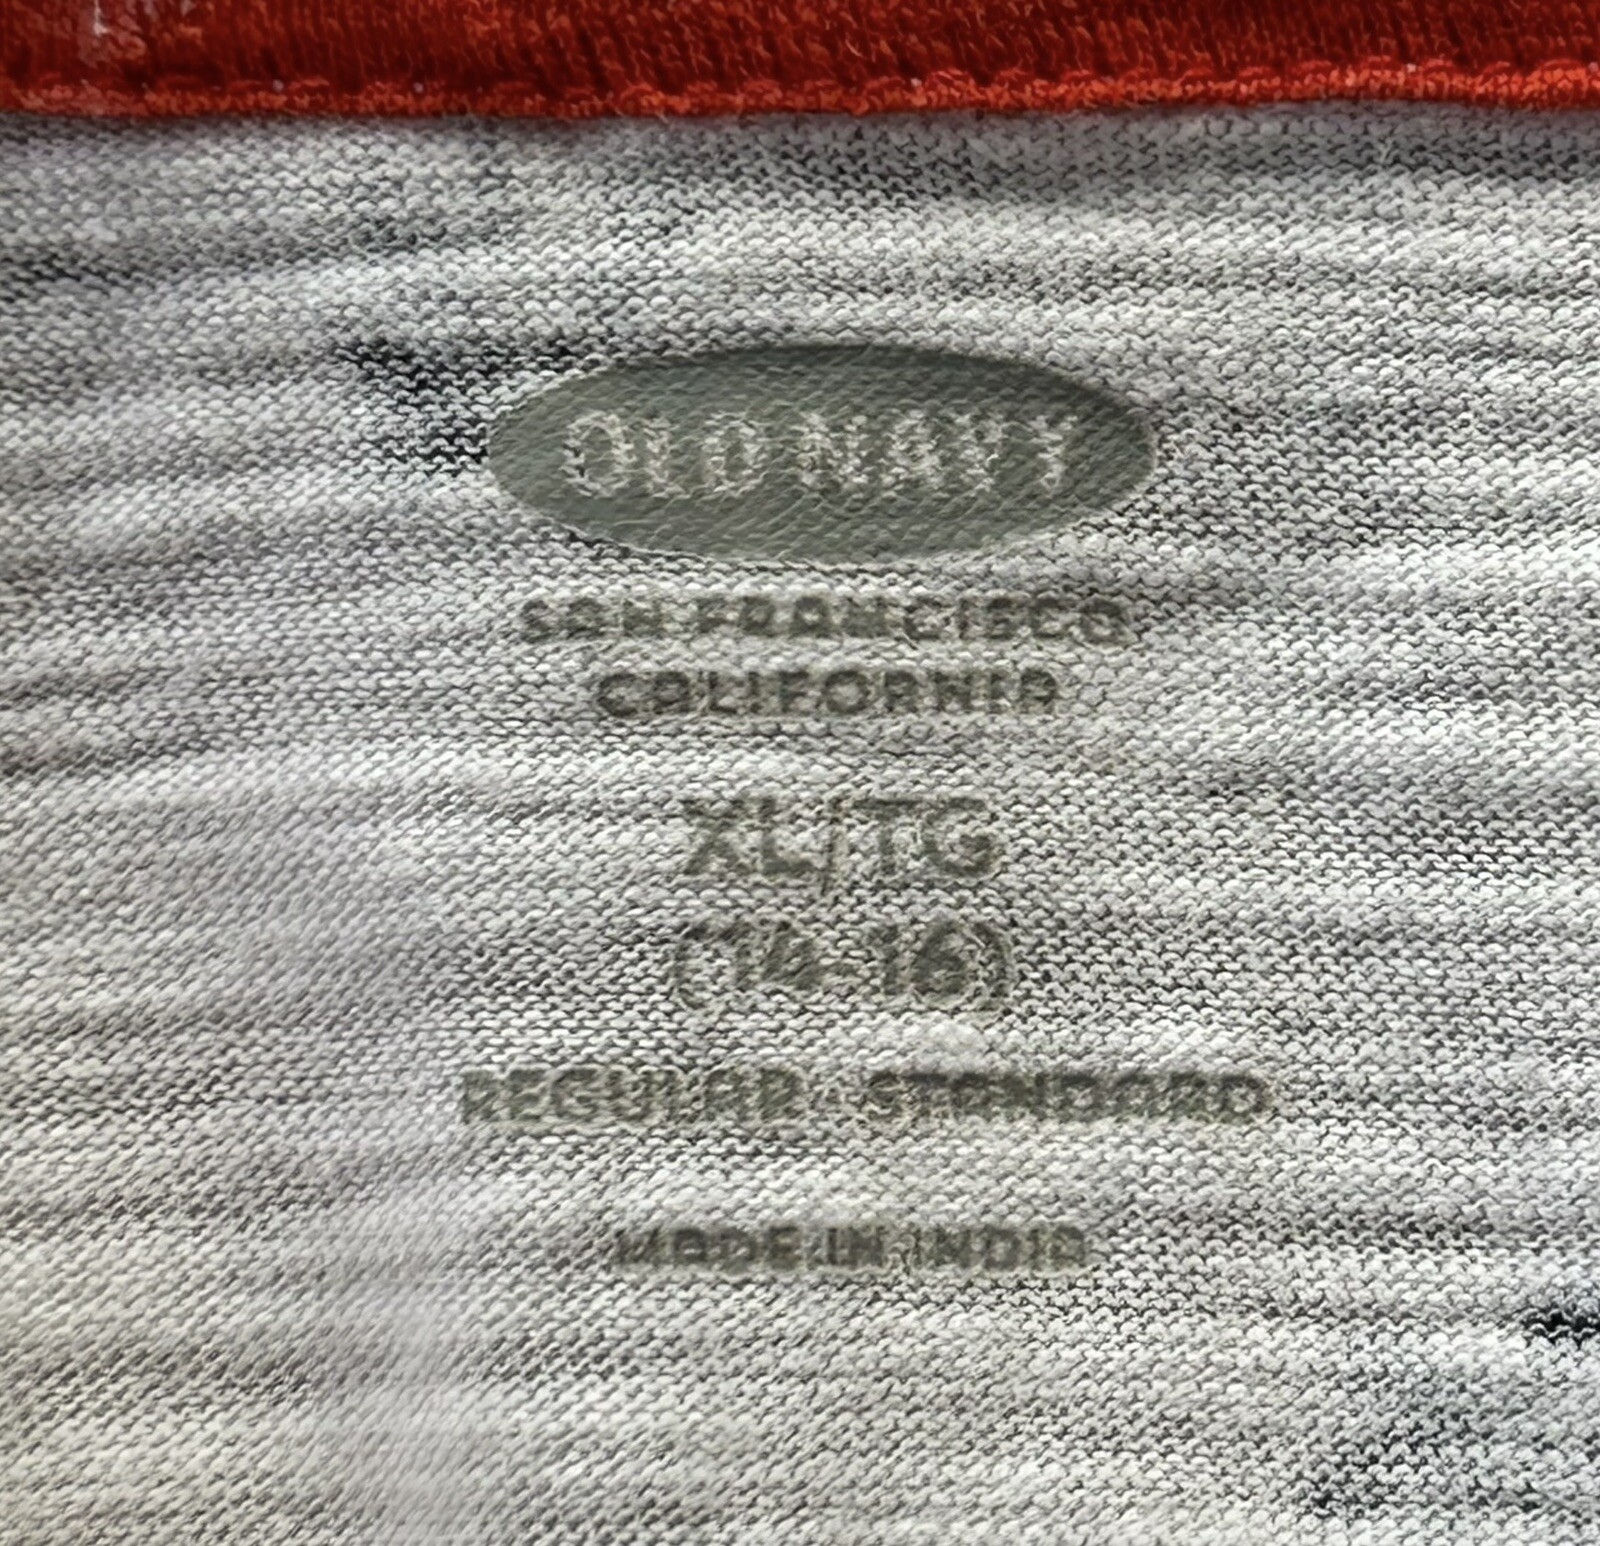 OLD NAVY
SAN FRANCISCO
CALIFORNIA
XL/TG
(14-16)
REGULAR - STANDARD
MADE IN INDIA